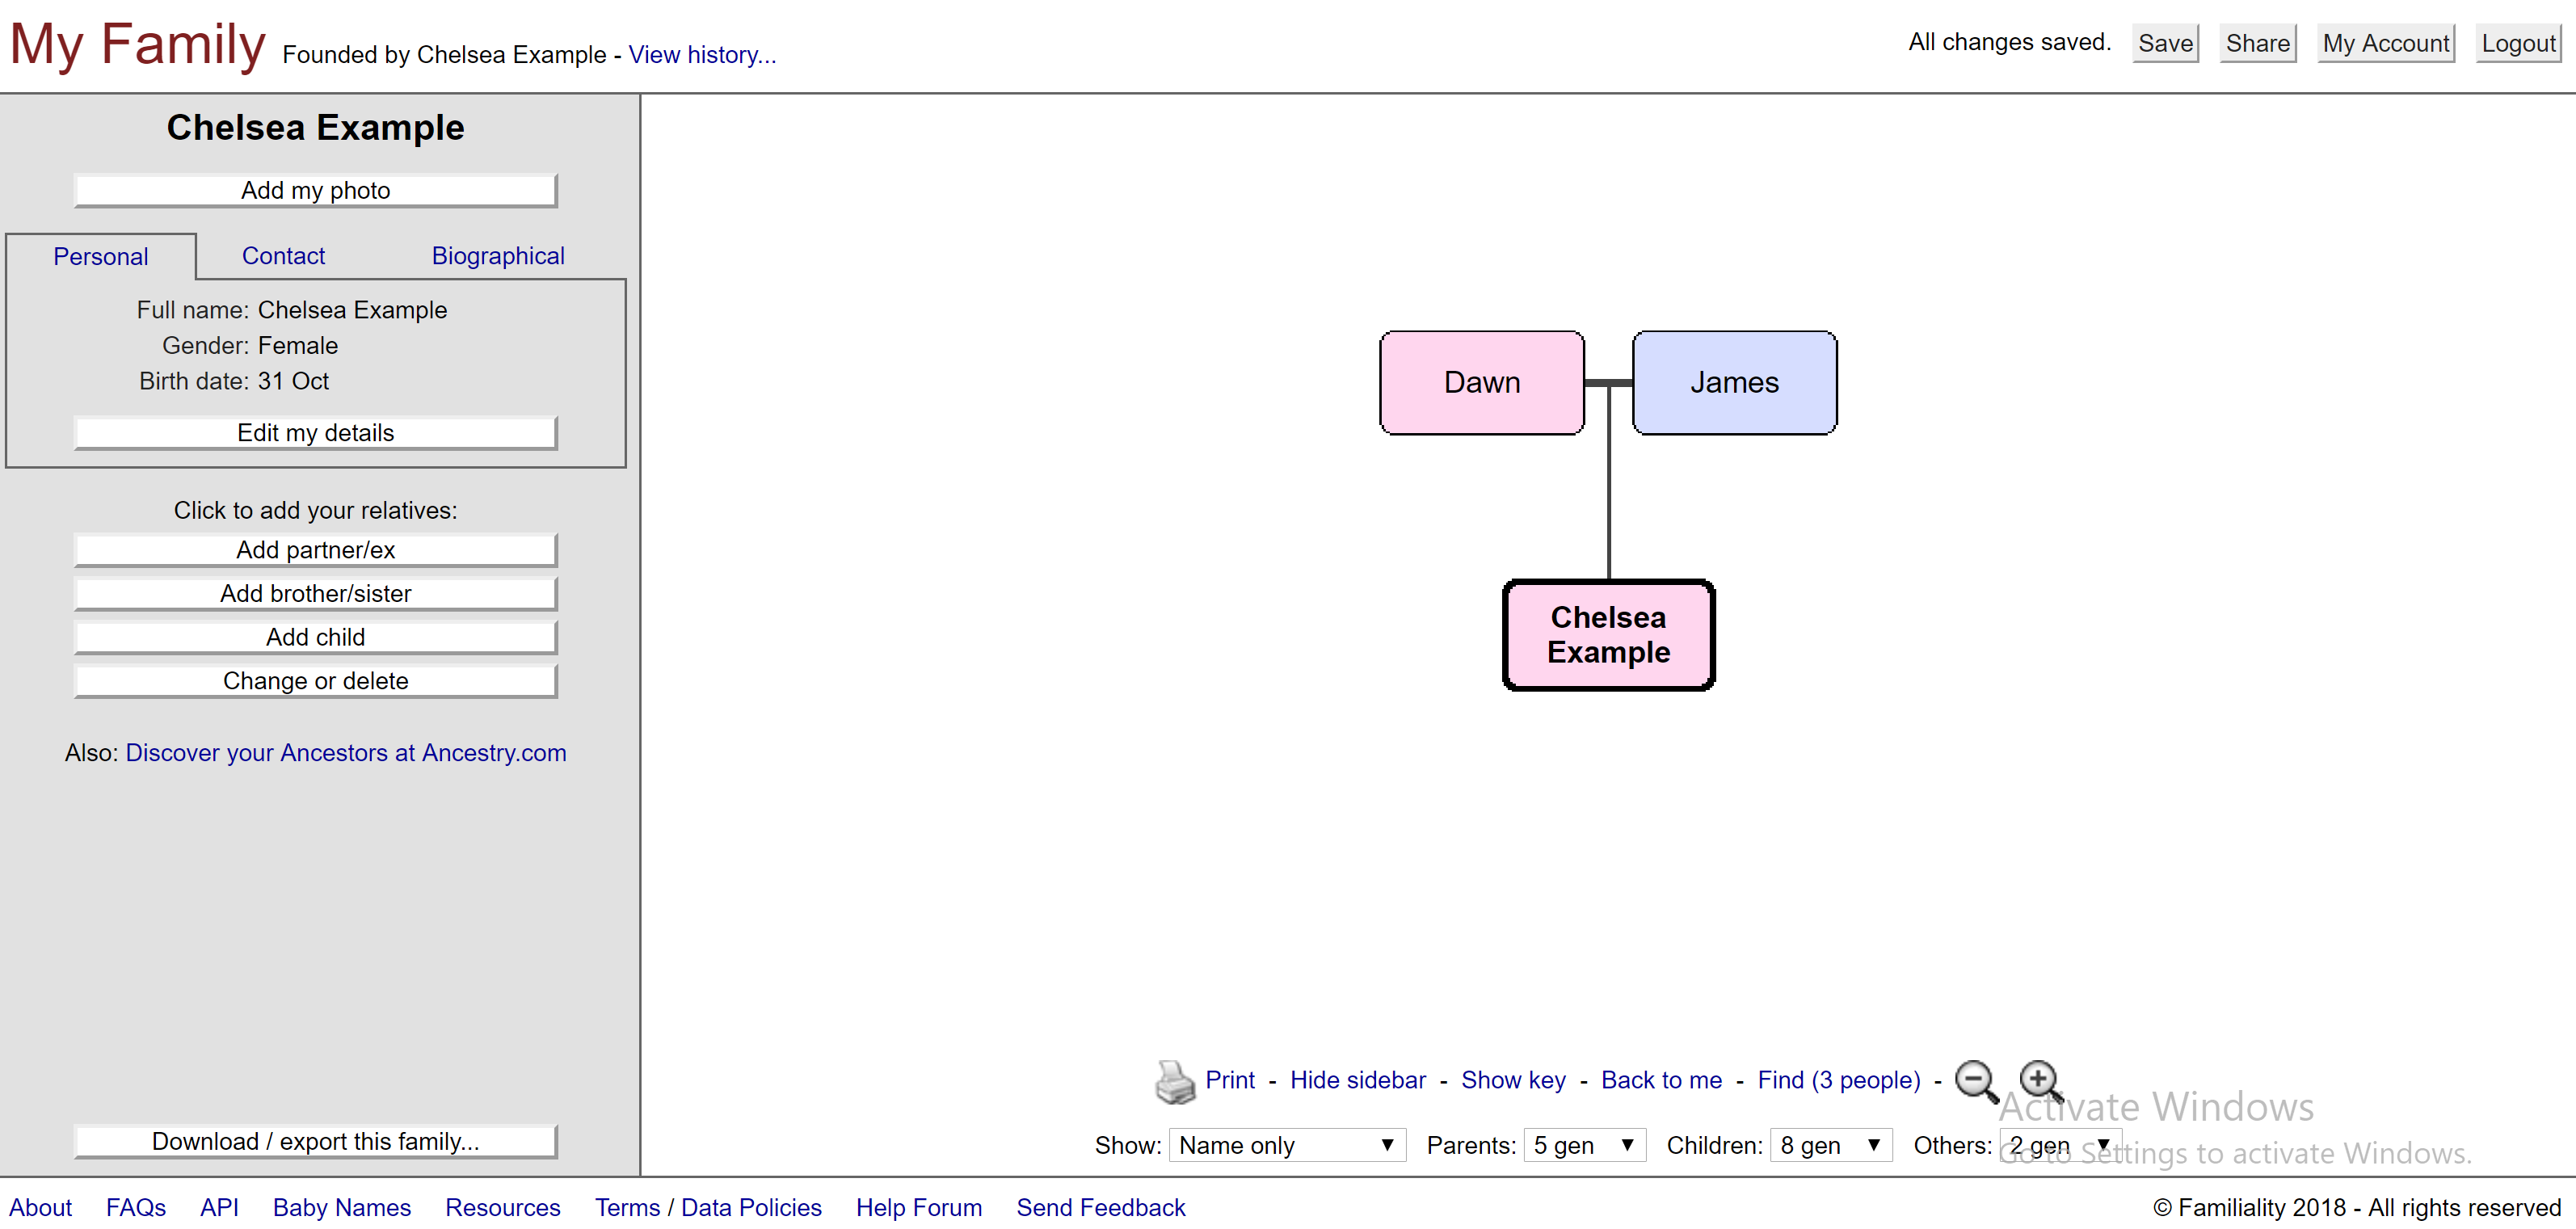 My Family Founded by Chelsea Example - View history... All changes saved. Save Share My Account Logout
Chelsea Example
Add my photo
Personal Contact Biographical
Full name: Chelsea Example
Gender: Female
Birth date: 31 Oct
Edit my details
Click to add your relatives:
Add partner/ex
Add brother/sister
Add child
Change or delete
Also: Discover your Ancestors at Ancestry.com
Download / export this family...
Dawn James
Chelsea
Example
Print - Hide sidebar - Show key - Back to me - Find (3 people) -
Activate Windows
Show: Name only Parents: 5 gen Children: 8 gen Others: 2 gen
Go to Settings to activate Windows.
About FAQs API Baby Names Resources Terms / Data Policies Help Forum Send Feedback © Familiality 2018 - All rights reserved